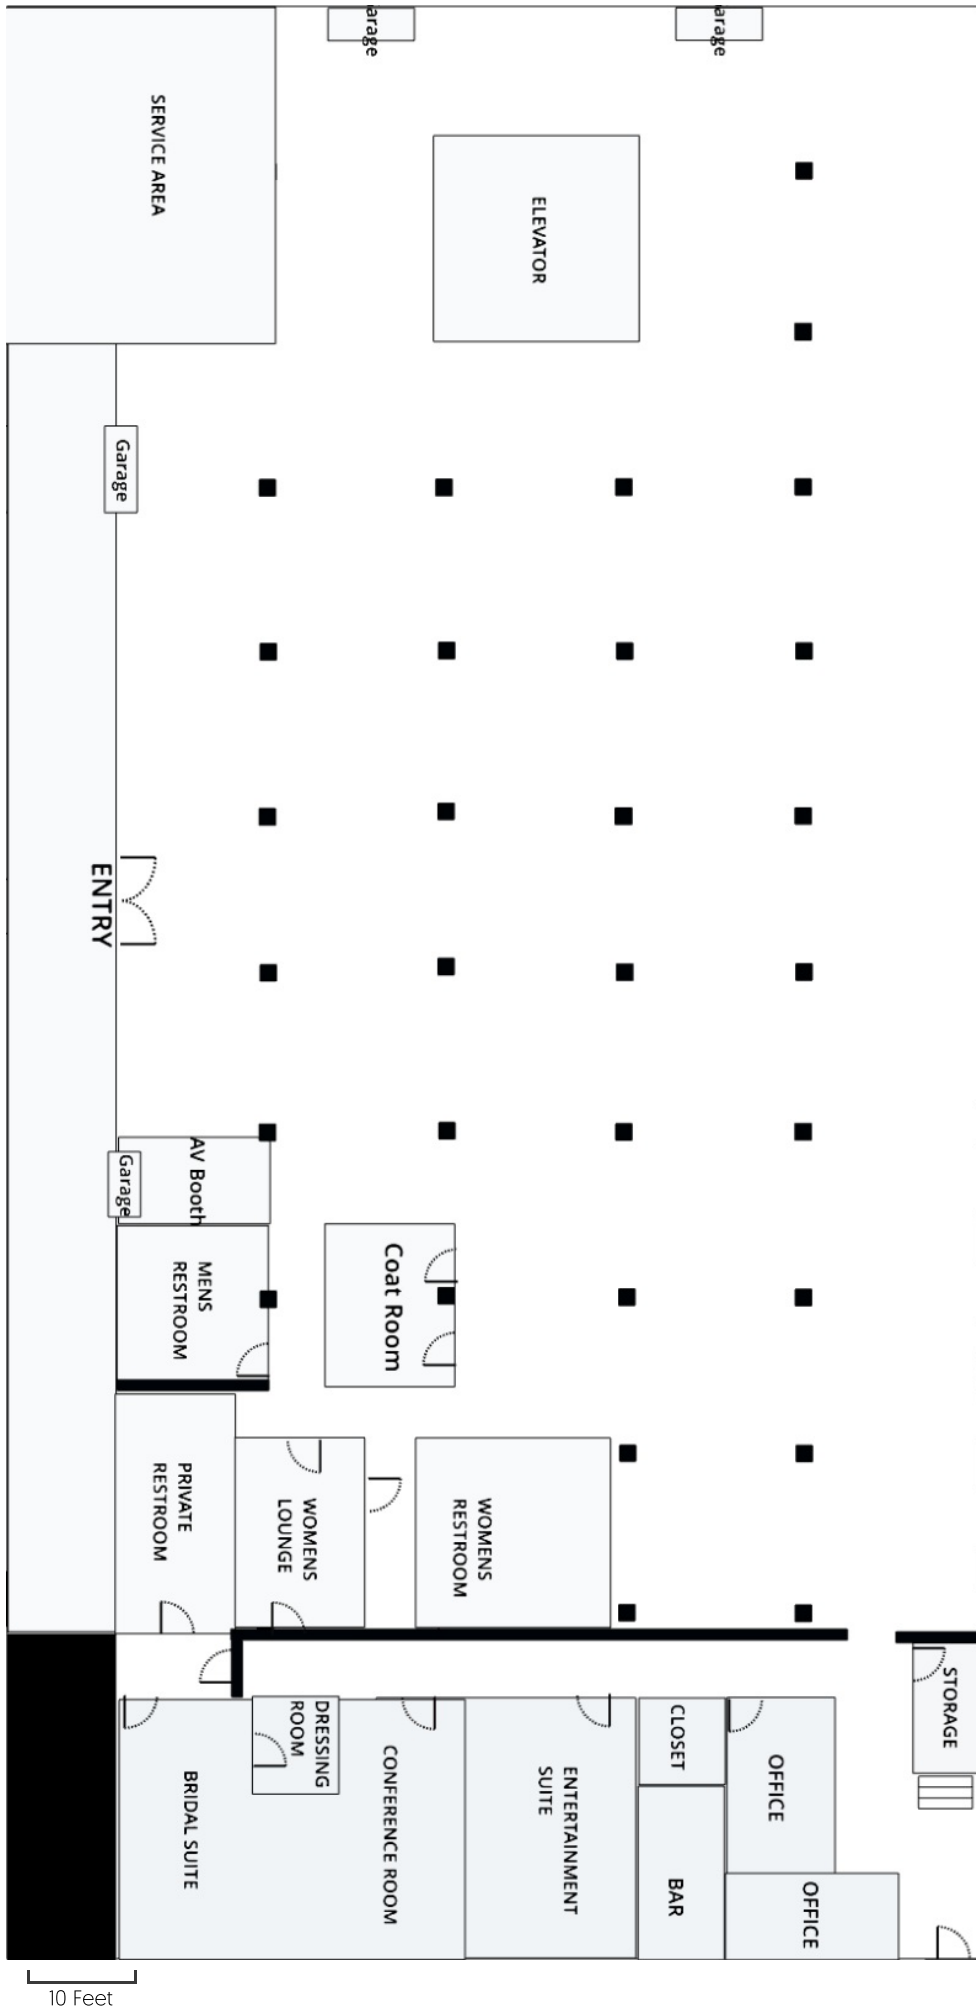 arage
arage
SERVICE AREA
ELEVATOR
Garage
ENTRY
AV Booth
Garage
MENS
RESTROOM
Coat Room
PRIVATE
RESTROOM
WOMENS
LOUNGE
WOMENS
RESTROOM
STORAGE
DRESSING
ROOM
CLOSET
OFFICE
BRIDAL SUITE
CONFERENCE ROOM
ENTERTAINMENT
SUITE
BAR
OFFICE
10 Feet